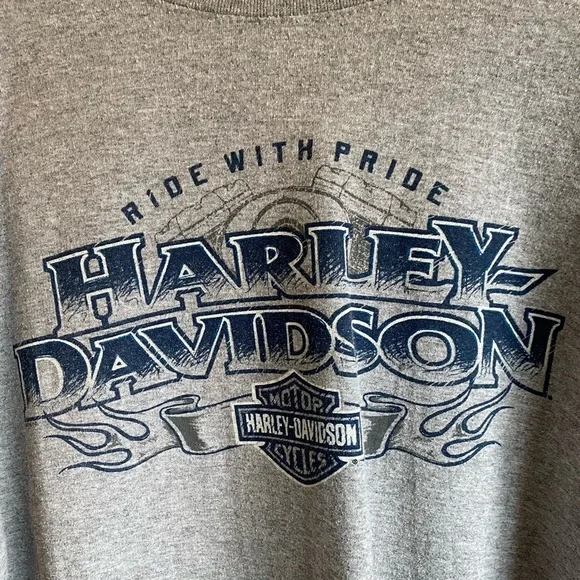 RIDE WITH PRIDE
HARLEY-
DAVIDSON
MOTOR
HARLEY-DAVIDSON
CYCLES